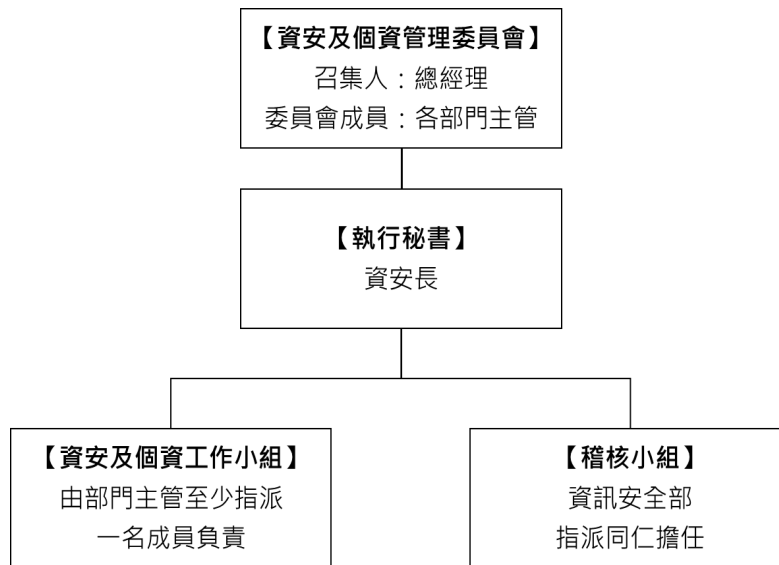 【資安及個資管理委員會】
召集人：總經理
委員會成員：各部門主管
【執行秘書】
資安長
【資安及個資工作小組】
由部門主管至少指派
一名成員負責
【稽核小組】
資訊安全部
指派同仁擔任